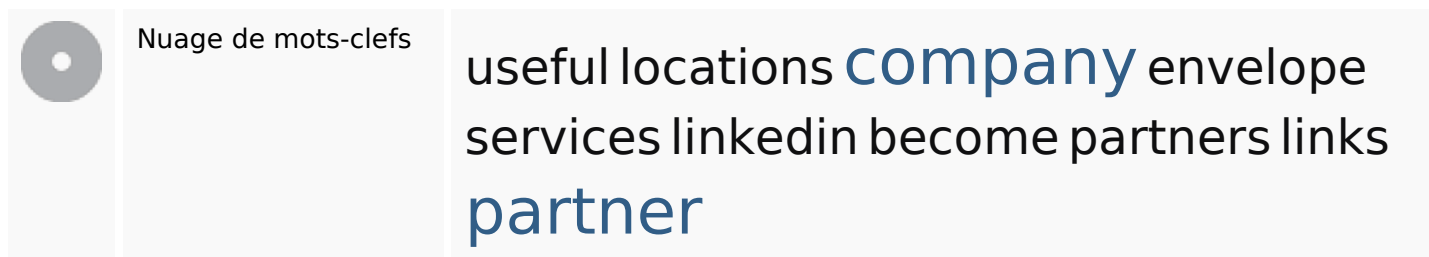 Nuage de mots-clefs
useful locations company envelope
services linkedin become partners links
partner